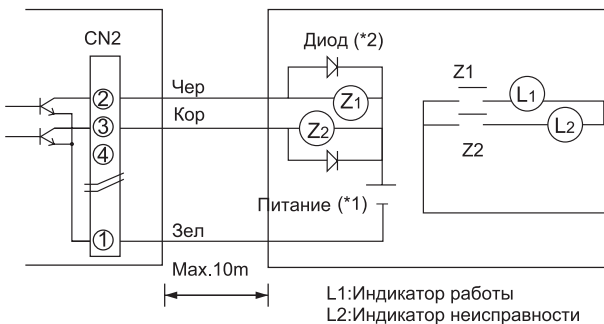 CN2
Диод (*2)
Z1
Чер
2
Z1
L1
Кор
3
Z2
L2
4
Z2
Питание (*1)
Зел
1
Max.10m
L1:Индикатор работы
L2:Индикатор неисправности